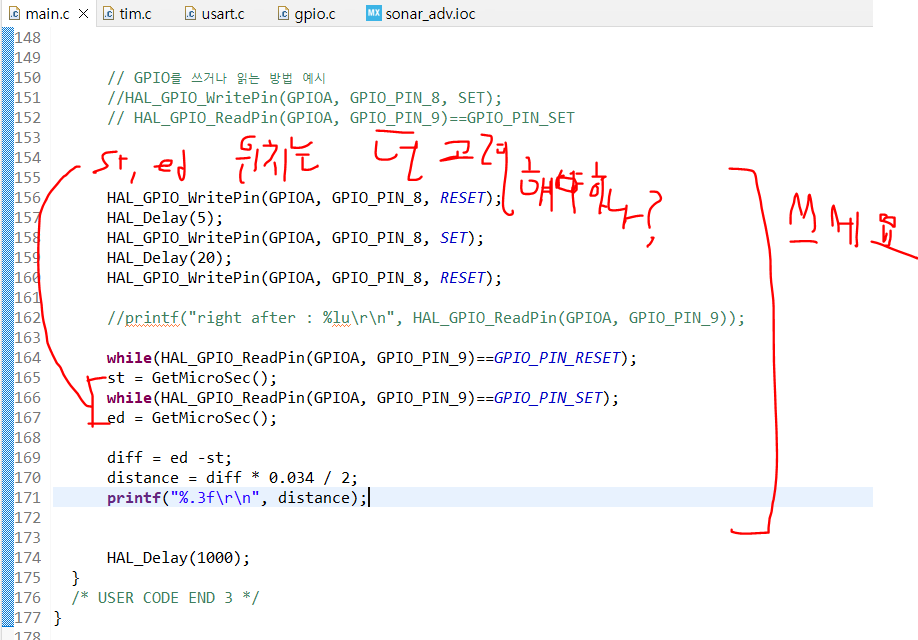 main.c tim.c usart.c gpio.c MX sonar_adv.ioc
148
149
150 // GPIO를 쓰거나 읽는 방법 예시
151 //HAL_GPIO_WritePin(GPIOA, GPIO_PIN_8, SET);
152 // HAL_GPIO_ReadPin(GPIOA, GPIO_PIN_9)==GPIO_PIN_SET
153
154
st, ed 위치는 더 고려해야하나?
쓰세요
155
156 HAL_GPIO_WritePin(GPIOA, GPIO_PIN_8, RESET);
157 HAL_Delay(5);
158 HAL_GPIO_WritePin(GPIOA, GPIO_PIN_8, SET);
159 HAL_Delay(20);
160 HAL_GPIO_WritePin(GPIOA, GPIO_PIN_8, RESET);
161
162 //printf("right after : %lu\r\n", HAL_GPIO_ReadPin(GPIOA, GPIO_PIN_9));
163
164 while(HAL_GPIO_ReadPin(GPIOA, GPIO_PIN_9)==GPIO_PIN_RESET);
165 st = GetMicroSec();
166 while(HAL_GPIO_ReadPin(GPIOA, GPIO_PIN_9)==GPIO_PIN_SET);
167 ed = GetMicroSec();
168
169 diff = ed -st;
170 distance = diff * 0.034 / 2;
171 printf("%.3f\r\n", distance);
172
173
174 HAL_Delay(1000);
175 }
176 /* USER CODE END 3 */
177 }
178